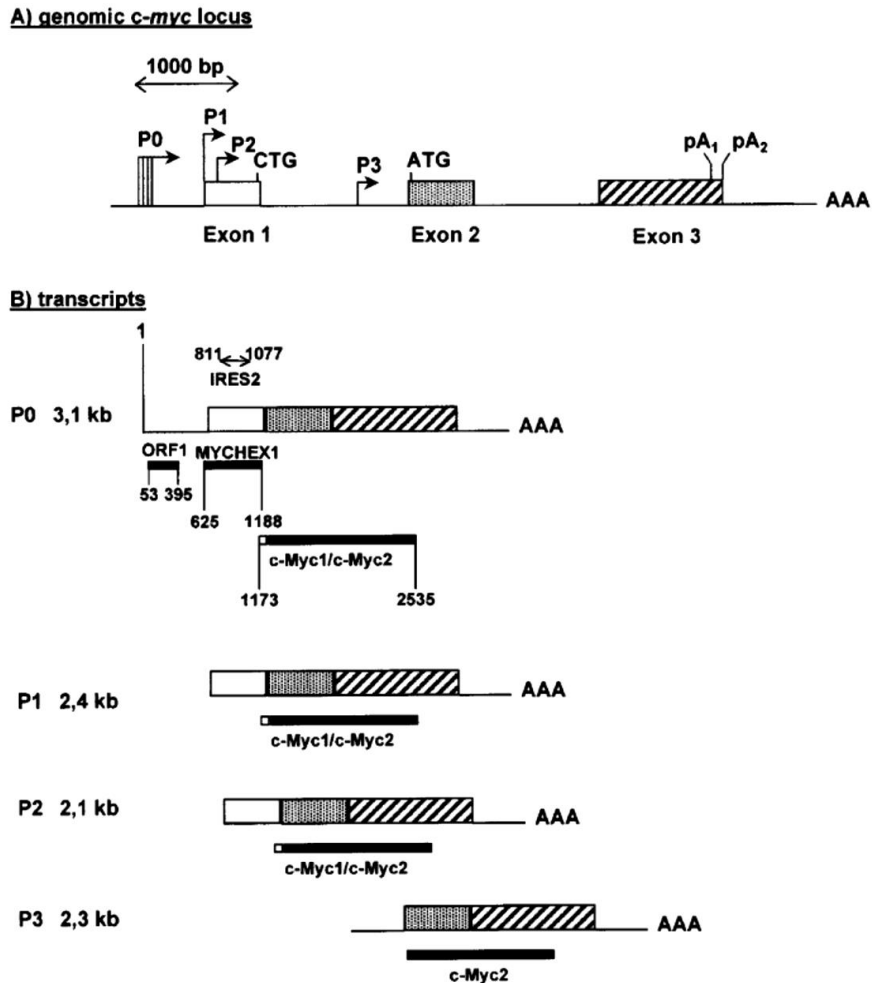 A) genomic c-myc locus
1000 bp
P0
P1
P2
CTG
P3
ATG
pA₁
pA₂
AAA
Exon 1
Exon 2
Exon 3
B) transcripts
1
811
1077
IRES2
P0 3,1 kb
AAA
ORF1
MYCHEX1
53 395
625
1188
c-Myc1/c-Myc2
1173
2535
P1 2,4 kb
AAA
c-Myc1/c-Myc2
P2 2,1 kb
AAA
c-Myc1/c-Myc2
P3 2,3 kb
AAA
c-Myc2